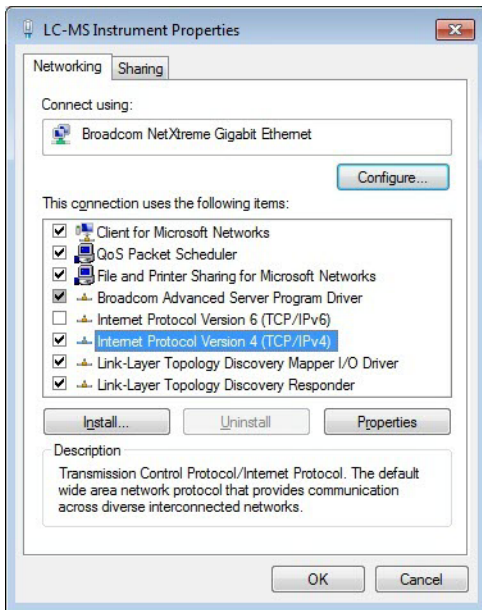 LC-MS Instrument Properties
Networking Sharing
Connect using:
Broadcom NetXtreme Gigabit Ethernet
Configure...
This connection uses the following items:
Client for Microsoft Networks
QoS Packet Scheduler
File and Printer Sharing for Microsoft Networks
Broadcom Advanced Server Program Driver
Internet Protocol Version 6 (TCP/IPv6)
Internet Protocol Version 4 (TCP/IPv4)
Link-Layer Topology Discovery Mapper I/O Driver
Link-Layer Topology Discovery Responder
Install... Uninstall Properties
Description
Transmission Control Protocol/Internet Protocol. The default
wide area network protocol that provides communication
across diverse interconnected networks.
OK Cancel